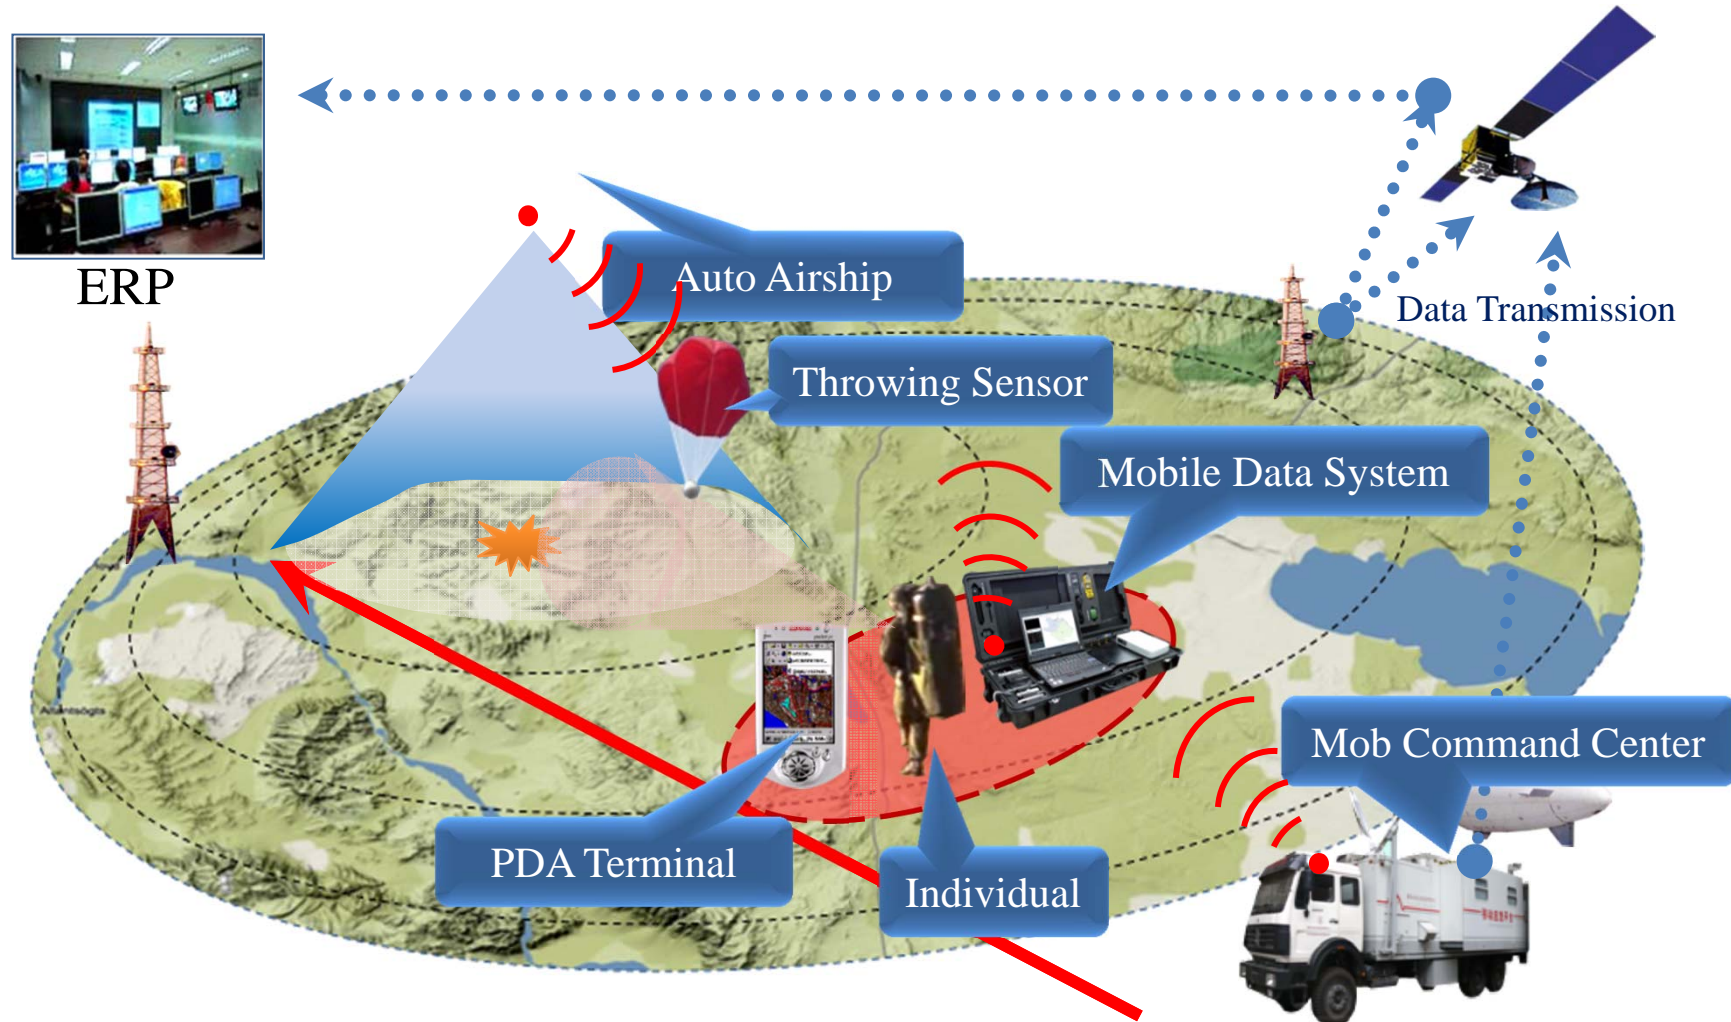 ERP
Auto Airship
Data Transmission
Throwing Sensor
Mobile Data System
Mob Command Center
PDA Terminal
Individual